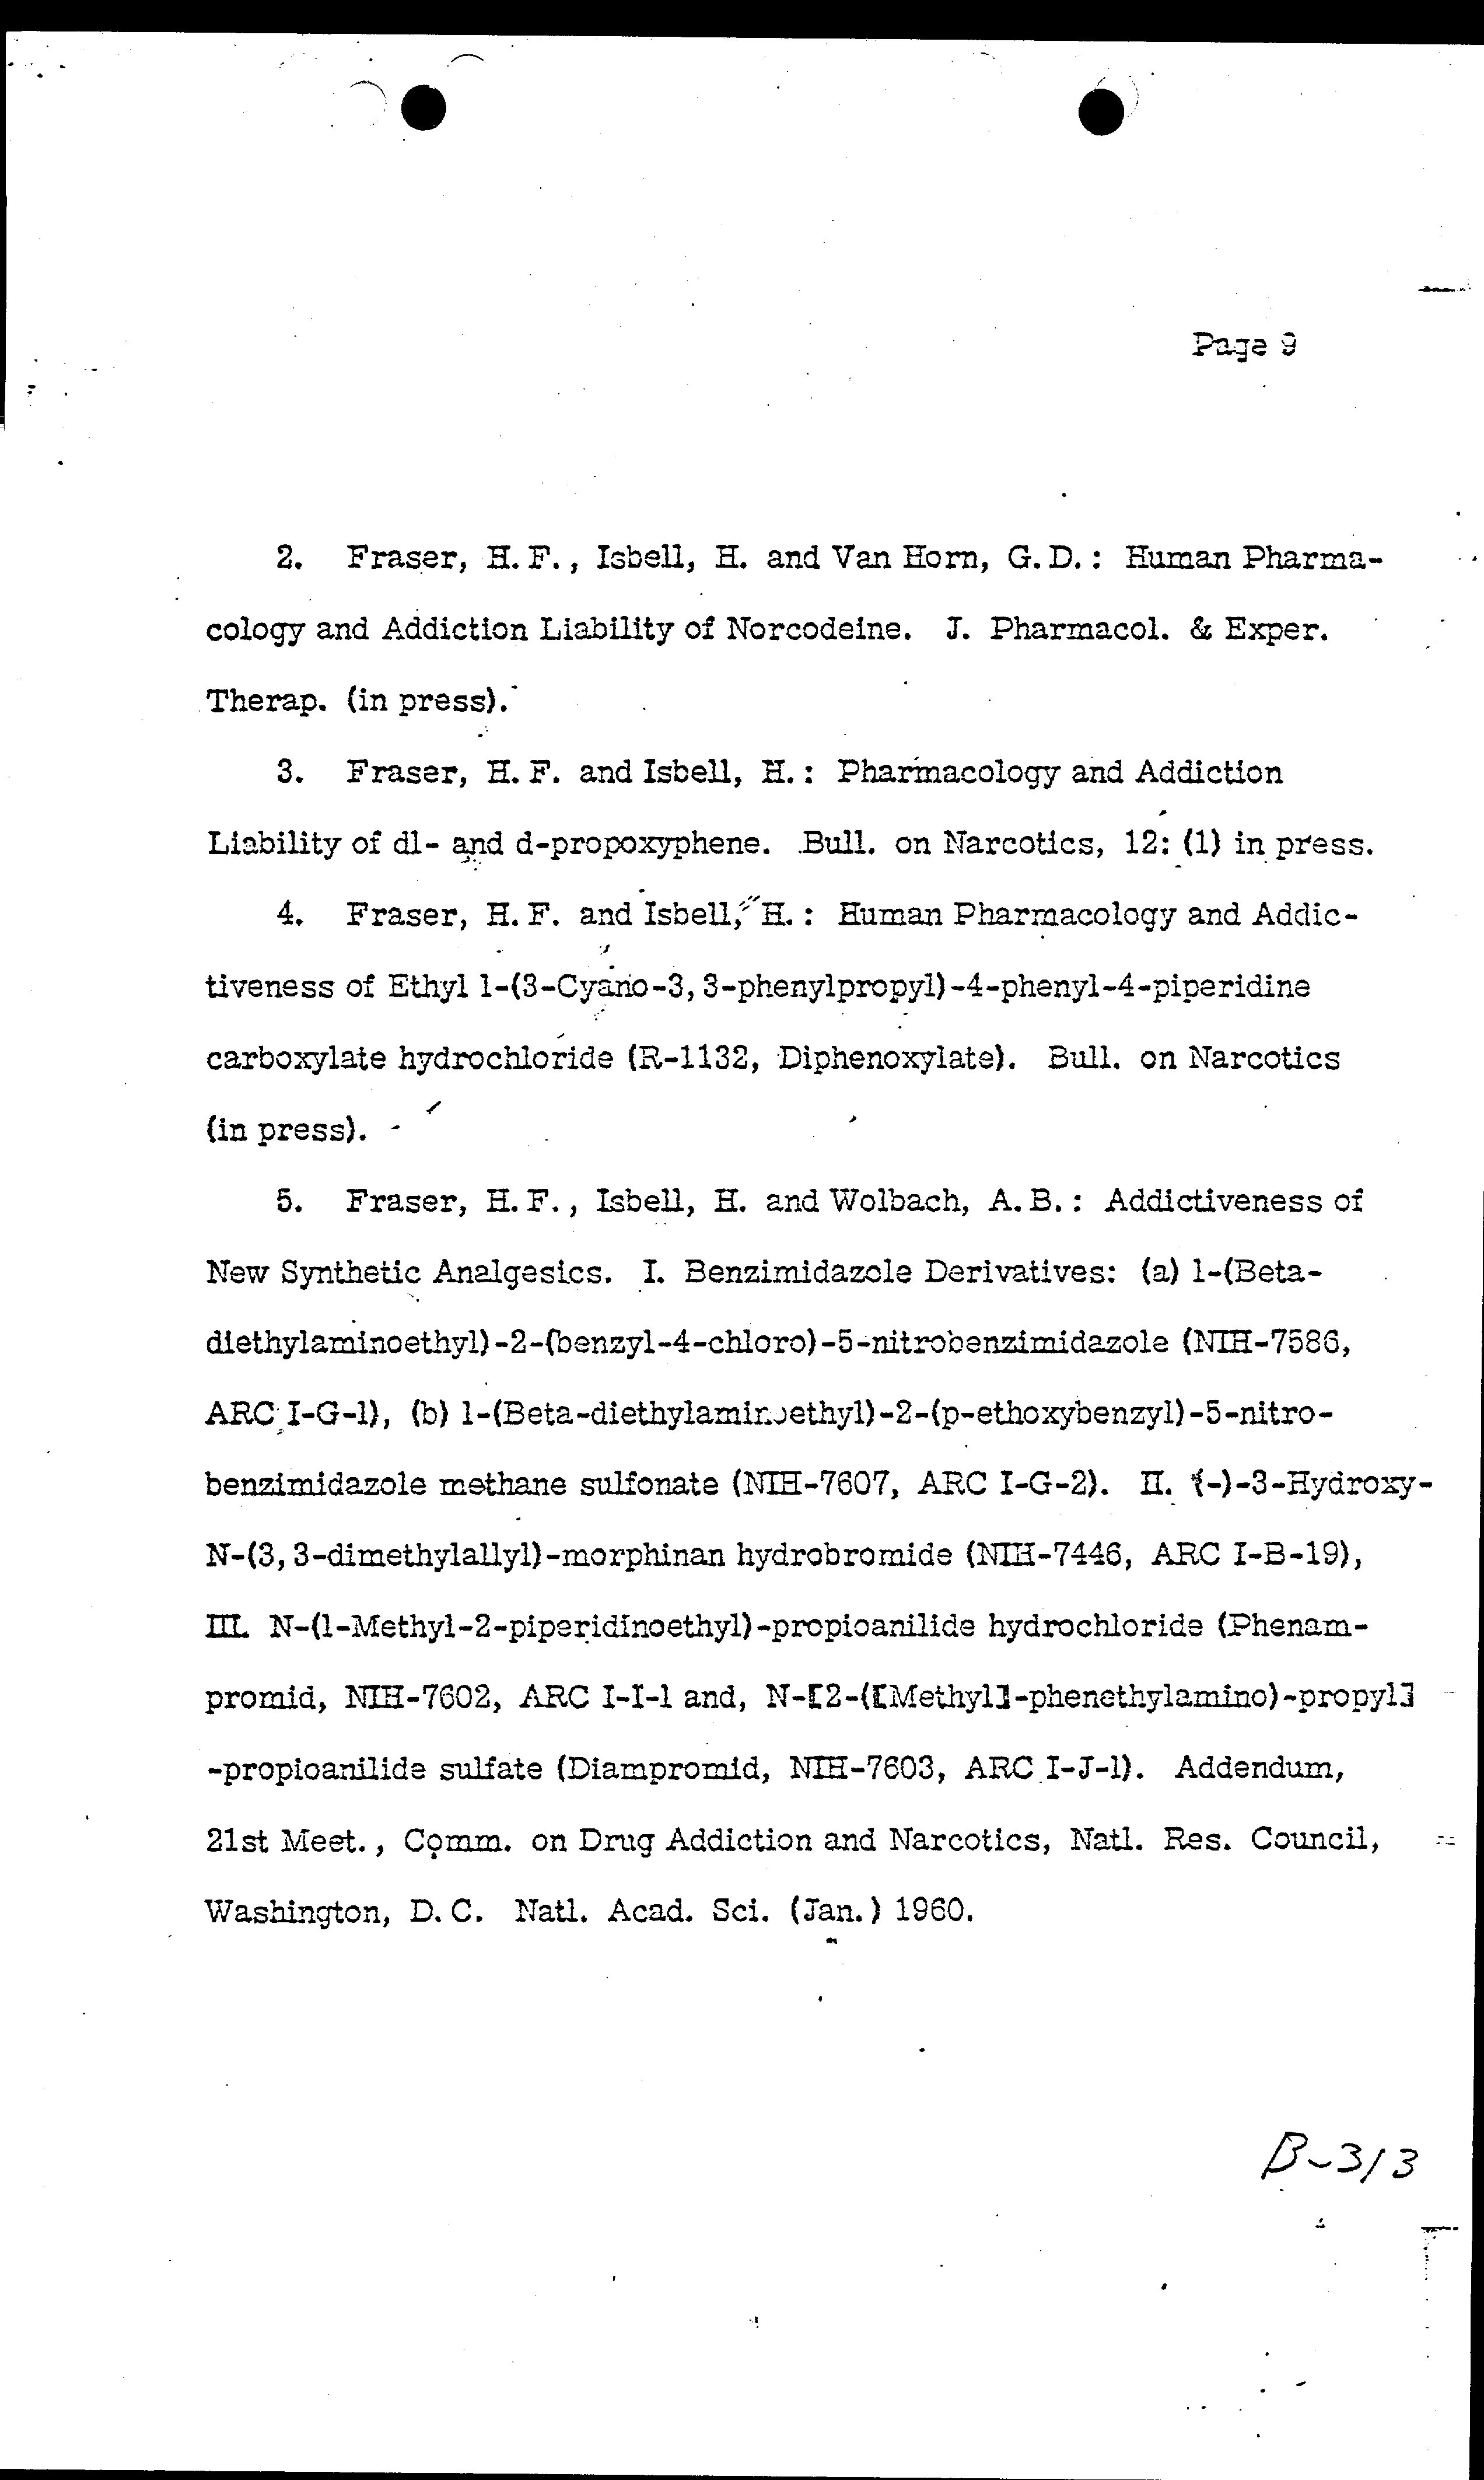 Page 9
2. Fraser, H. F., Isbell, H. and Van Horn, G. D.: Human Pharma-
cology and Addiction Liability of Norcodeine. J. Pharmacol. & Exper.
Therap. (in press).
3. Fraser, H. F. and Isbell, H.: Pharmacology and Addiction
Liability of dl- and d-propoxyphene. Bull. on Narcotics, 12: (1) in press.
4. Fraser, H. F. and Isbell, H.: Human Pharmacology and Addic-
tiveness of Ethyl 1-(3-Cyano-3, 3-phenylpropyl)-4-phenyl-4-piperidine
carboxylate hydrochloride (R-1132, Diphenoxylate). Bull. on Narcotics
(in press).
5. Fraser, H. F., Isbell, H. and Wolbach, A. B.: Addictiveness of
New Synthetic Analgesics. I. Benzimidazole Derivatives: (a) 1-(Beta-
diethylaminoethyl)-2-(benzyl-4-chloro)-5-nitrobenzimidazole (NIH-7586,
ARC I-G-1), (b) 1-(Beta-diethylaminoethyl)-2-(p-ethoxybenzyl)-5-nitro-
benzimidazole methane sulfonate (NIH-7607, ARC I-G-2). II. (-)-3-Hydroxy-
N-(3, 3-dimethylallyl)-morphinan hydrobromide (NIH-7446, ARC I-B-19),
III. N-(1-Methyl-2-piperidinoethyl)-propioanilide hydrochloride (Phenam-
promid, NIH-7602, ARC I-I-1 and, N-[2-([Methyl]-phenethylamino)-propyl]
-propioanilide sulfate (Diampromid, NIH-7603, ARC I-J-1). Addendum,
21st Meet., Comm. on Drug Addiction and Narcotics, Natl. Res. Council,
Washington, D. C. Natl. Acad. Sci. (Jan.) 1960.
B-313